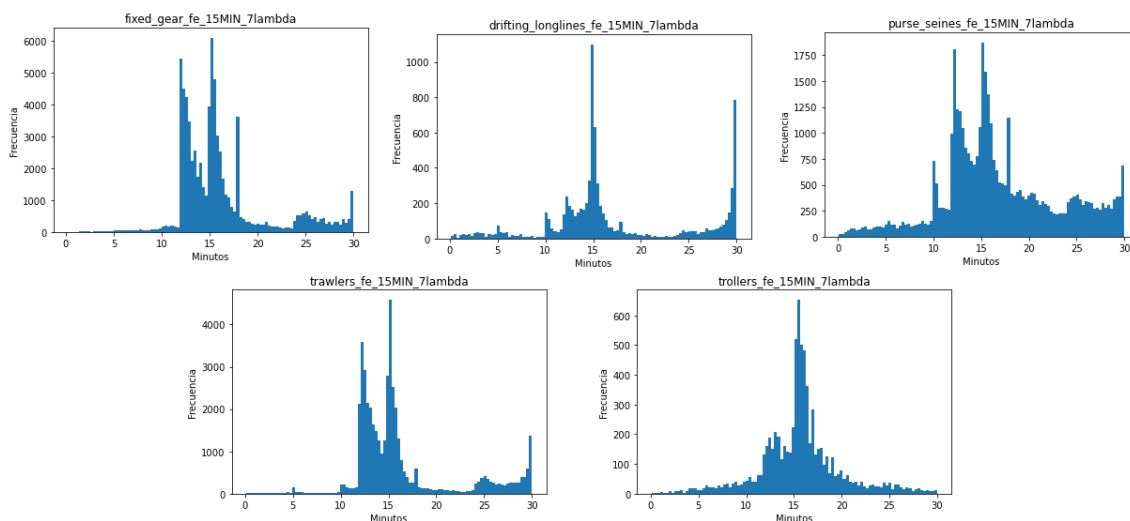 fixed_gear_fe_15MIN_7lambda
6000
5000
4000
3000
2000
1000
0
Frecuencia
0 5 10 15 20 25 30
Minutos
drifting_longlines_fe_15MIN_7lambda
1000
800
600
400
200
0
Frecuencia
0 5 10 15 20 25 30
Minutos
purse_seines_fe_15MIN_7lambda
1750
1500
1250
1000
750
500
250
0
Frecuencia
0 5 10 15 20 25 30
Minutos
trawlers_fe_15MIN_7lambda
4000
3000
2000
1000
0
Frecuencia
0 5 10 15 20 25 30
Minutos
trollers_fe_15MIN_7lambda
600
500
400
300
200
100
0
Frecuencia
0 5 10 15 20 25 30
Minutos